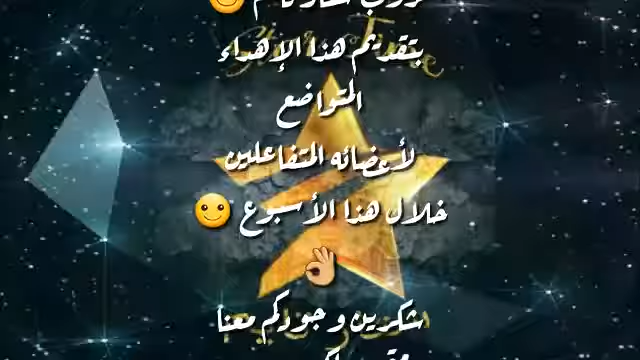 بتقديم هذا الإهداء
المتواضع
لأعضائه المتفاعلين
خلال هذا الأسبوع 🙂
👌
شكرين وجودكم معنا